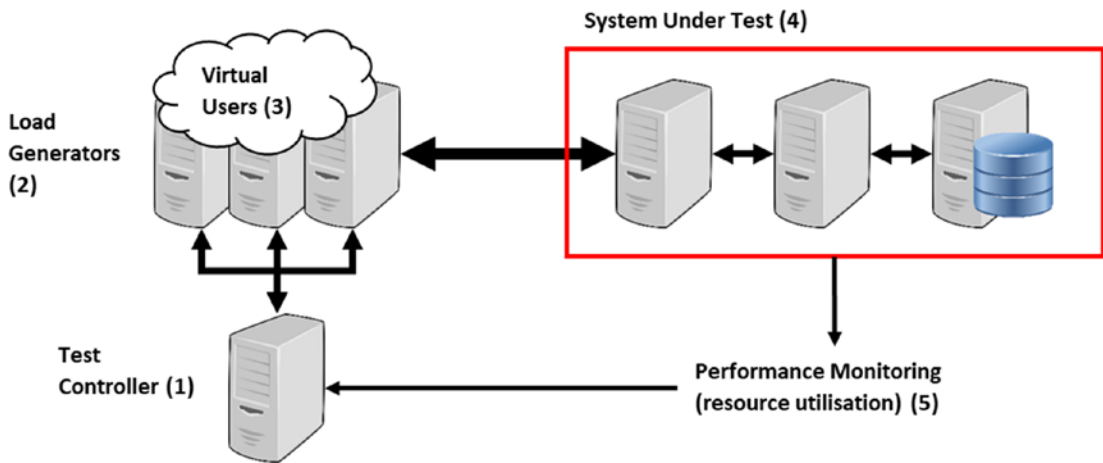 System Under Test (4)
Virtual
Users (3)
Load
Generators
(2)
Test
Controller (1)
Performance Monitoring
(resource utilisation) (5)